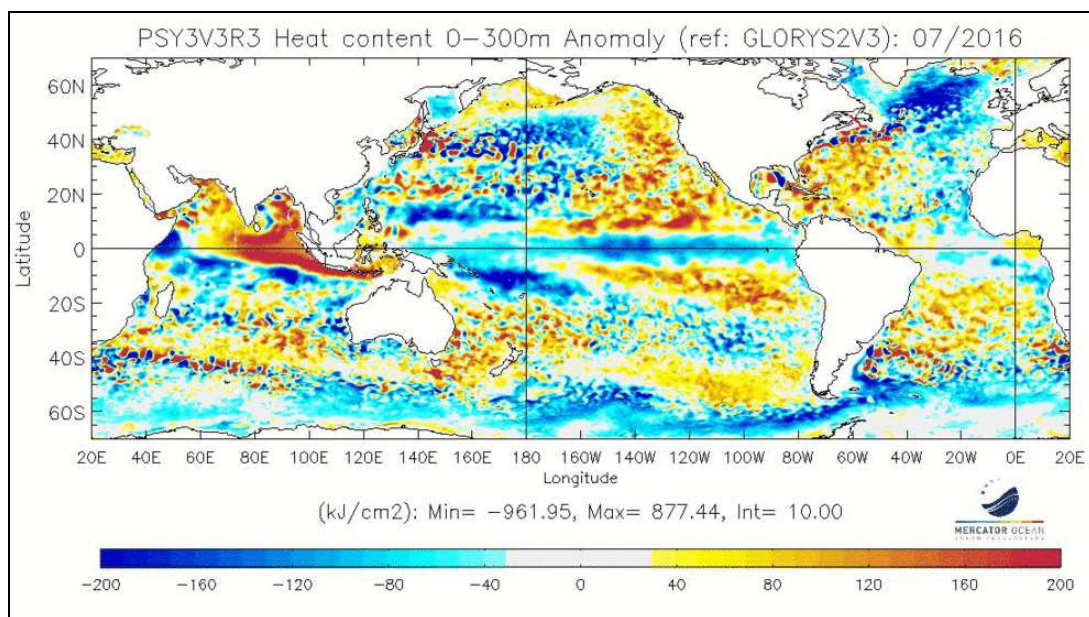 PSY3V3R3 Heat content 0-300m Anomaly (ref: GLORYS2V3): 07/2016
Latitude
60N
40N
20N
0
20S
40S
60S
20E 40E 60E 80E 100E 120E 140E 160E 180 160W 140W 120W 100W 80W 60W 40W 20W 0E 20E
Longitude
(kJ/cm2): Min= -961.95, Max= 877.44, Int= 10.00
MERCATOR OCEAN
-200 -160 -120 -80 -40 0 40 80 120 160 200